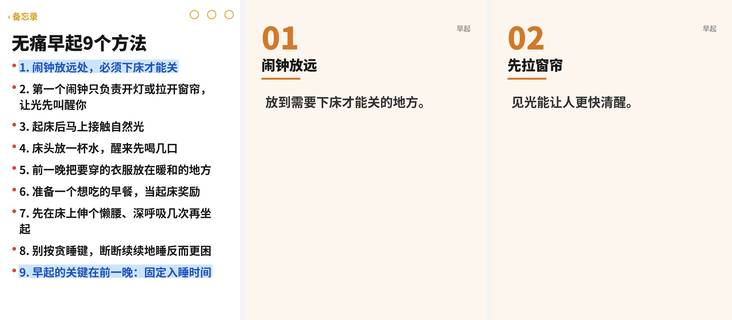 ‹备忘录
无痛早起9个方法
1. 闹钟放远处，必须下床才能关
2. 第一个闹钟只负责开灯或拉开窗帘，
让光先叫醒你
3. 起床后马上接触自然光
4. 床头放一杯水，醒来先喝几口
5. 前一晚把要穿的衣服放在暖和的地方
6. 准备一个想吃的早餐，当起床奖励
7. 先在床上伸个懒腰、深呼吸几次再坐
起
8. 别按贪睡键，断断续续地睡反而更困
9. 早起的关键在前一晚：固定入睡时间
01
早起
闹钟放远
放到需要下床才能关的地方。
02
早起
先拉窗帘
见光能让人更快清醒。